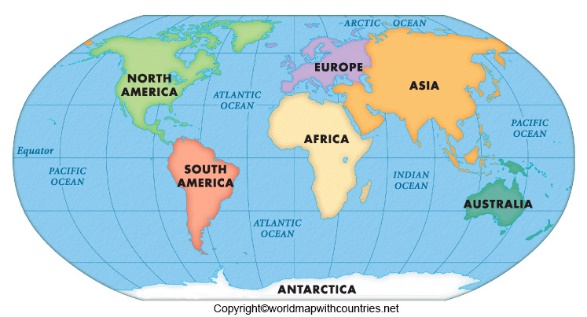 ARCTIC OCEAN
NORTH
AMERICA
EUROPE
ASIA
ATLANTIC
OCEAN
PACIFIC
OCEAN
AFRICA
Equator
PACIFIC
OCEAN
SOUTH
AMERICA
INDIAN
OCEAN
AUSTRALIA
ATLANTIC
OCEAN
ANTARCTICA
Copyright©worldmapwithcountries.net